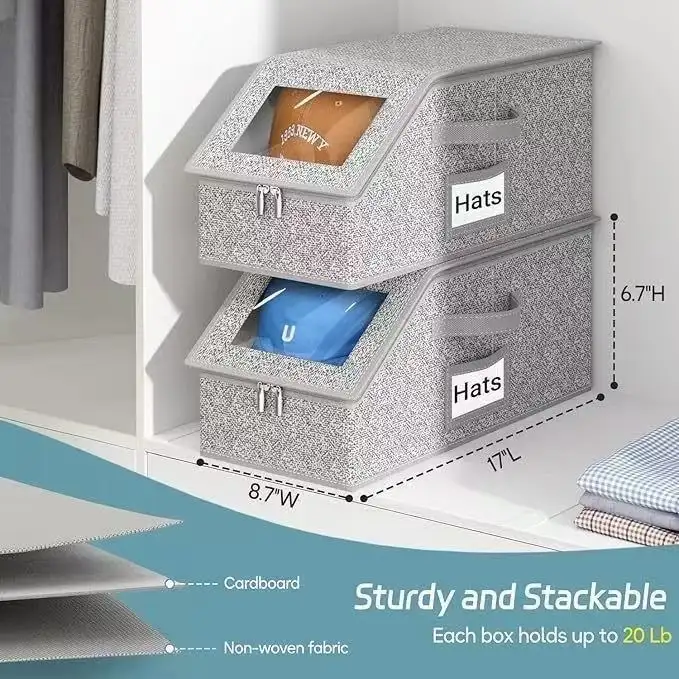 1998.NEWY
Hats
6.7"H
U
Hats
17"L
8.7"W
Cardboard
Sturdy and Stackable
Each box holds up to 20 Lb
Non-woven fabric